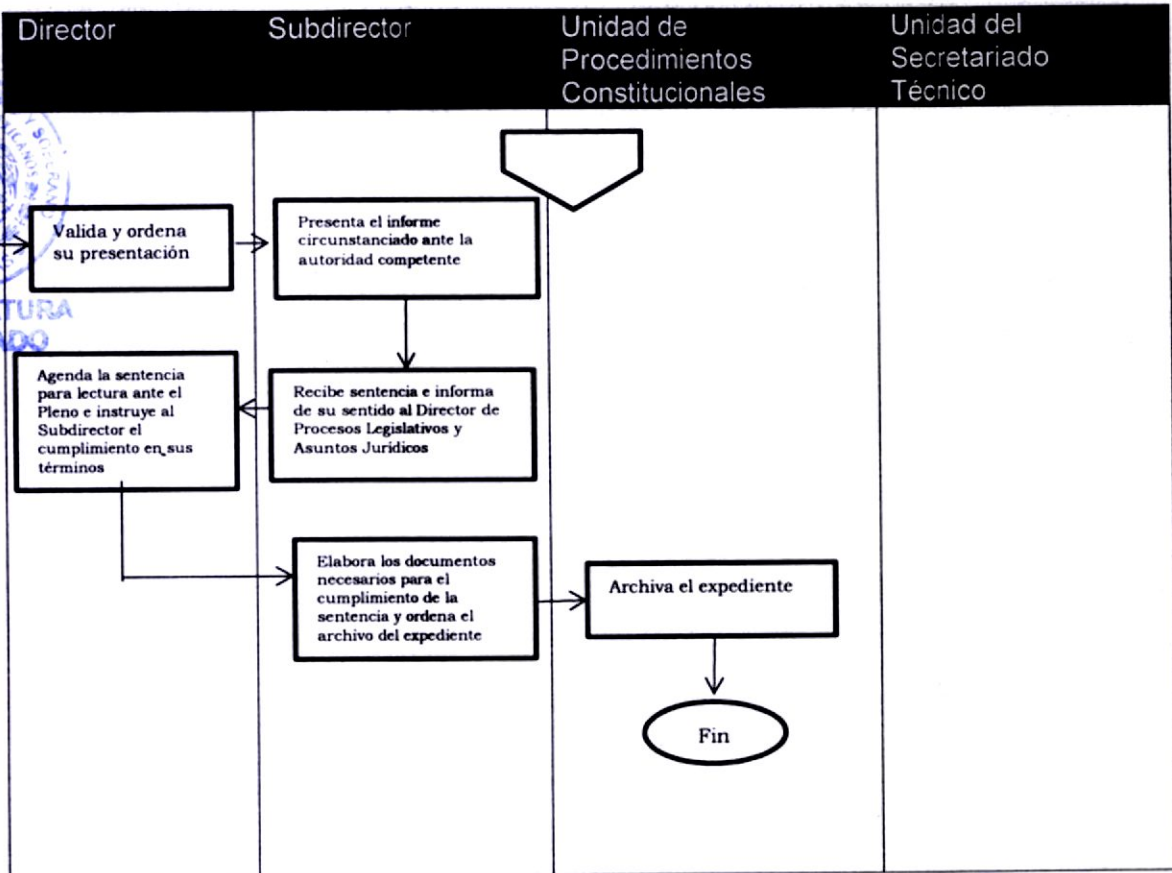 Director
Subdirector
Unidad de
Procedimientos
Constitucionales
Unidad del
Secretariado
Técnico
Valida y ordena
su presentación
Presenta el informe
circunstanciado ante la
autoridad competente
TURA
ADO
Agenda la sentencia
para lectura ante el
Pleno e instruye al
Subdirector el
cumplimiento en sus
términos
Recibe sentencia e informa
de su sentido al Director de
Procesos Legislativos y
Asuntos Jurídicos
Elabora los documentos
necesarios para el
cumplimiento de la
sentencia y ordena el
archivo del expediente
Archiva el expediente
Fin